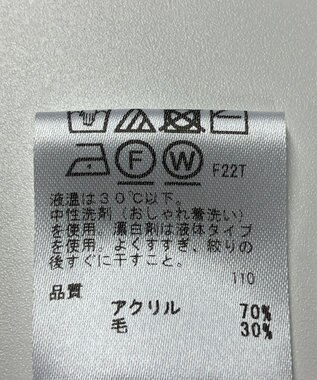 F W F22T
液温は30℃以下。
中性洗剤（おしゃれ着洗い）
を使用。漂白剤は液体タイプ
を使用。よくすすぎ、絞りの
後すぐに干すこと。
110
品質
アクリル 70%
毛 30%